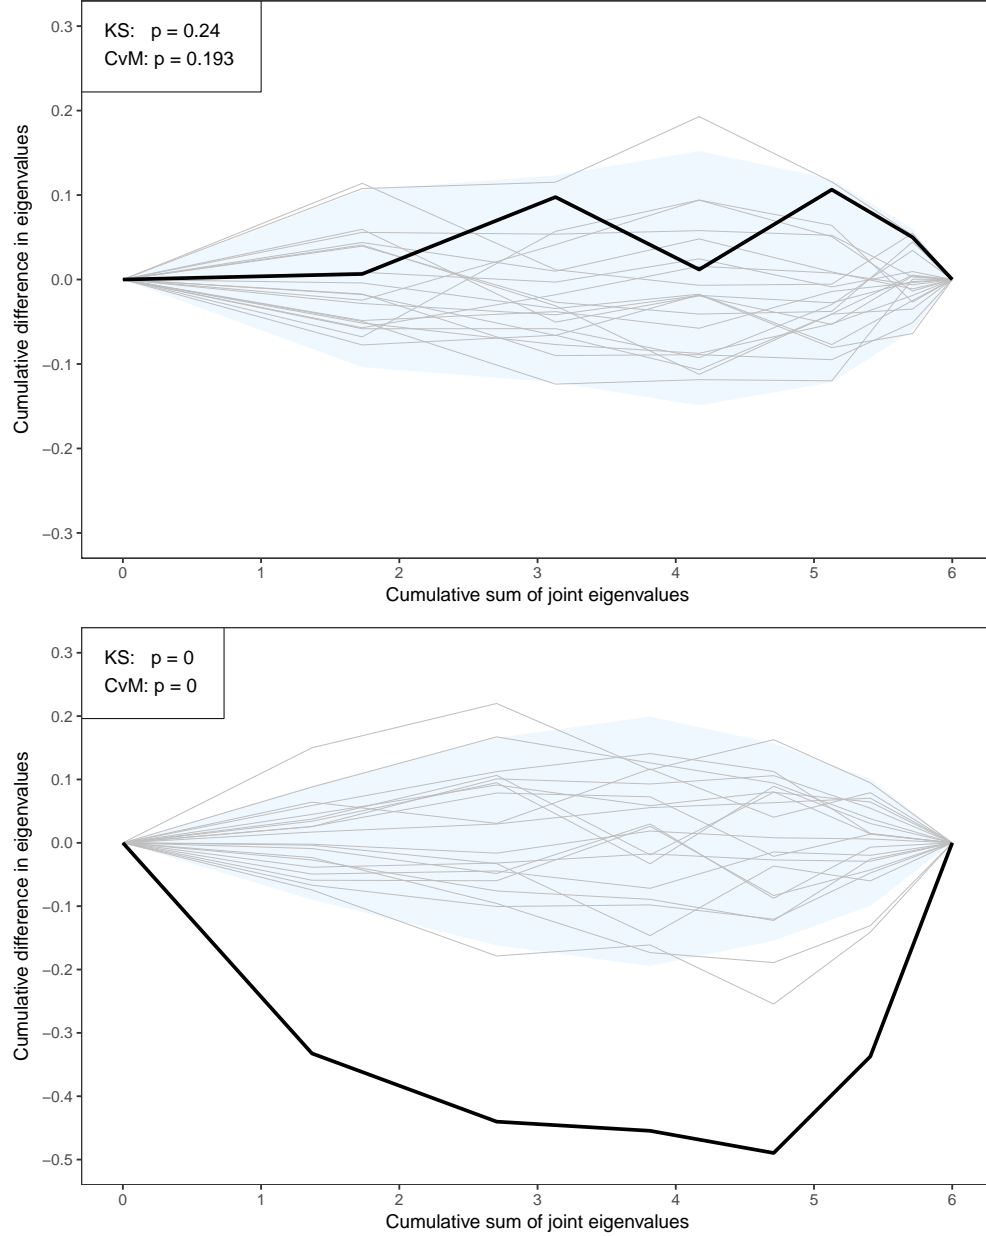 KS: p = 0.24
CvM: p = 0.193
Cumulative difference in eigenvalues
0.3
0.2
0.1
0.0
−0.1
−0.2
−0.3
0 1 2 3 4 5 6
Cumulative sum of joint eigenvalues
KS: p = 0
CvM: p = 0
Cumulative difference in eigenvalues
0.3
0.2
0.1
0.0
−0.1
−0.2
−0.3
−0.4
−0.5
0 1 2 3 4 5 6
Cumulative sum of joint eigenvalues